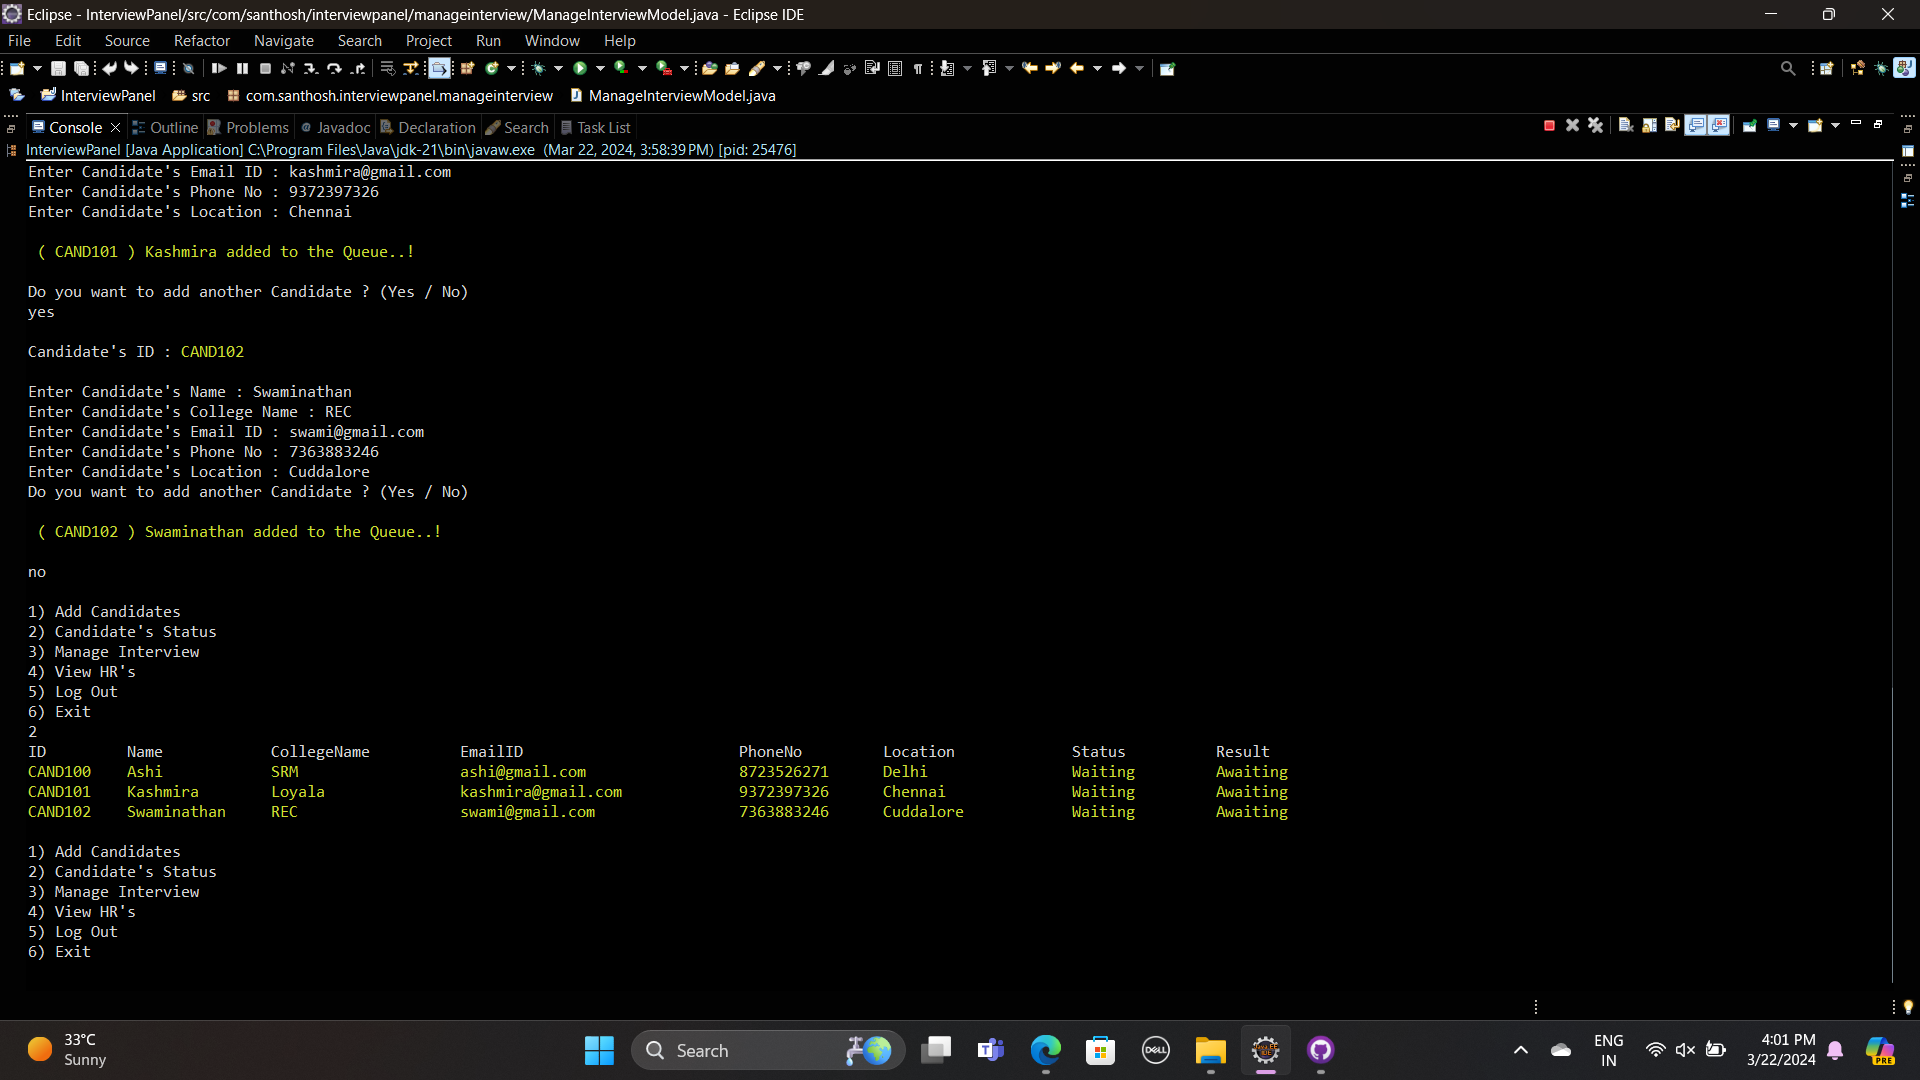 Eclipse - InterviewPanel/src/com/santhosh/interviewpanel/manageinterview/ManageInterviewModel.java - Eclipse IDE
File Edit Source Refactor Navigate Search Project Run Window Help
InterviewPanel src com.santhosh.interviewpanel.manageinterview ManageInterviewModel.java
Console Outline Problems Javadoc Declaration Search Task List
InterviewPanel [Java Application] C:\Program Files\Java\jdk-21\bin\javaw.exe (Mar 22, 2024, 3:58:39 PM) [pid: 25476]
Enter Candidate's Email ID : kashmira@gmail.com
Enter Candidate's Phone No : 9372397326
Enter Candidate's Location : Chennai
( CAND101 ) Kashmira added to the Queue..!
Do you want to add another Candidate ? (Yes / No)
yes
Candidate's ID : CAND102
Enter Candidate's Name : Swaminathan
Enter Candidate's College Name : REC
Enter Candidate's Email ID : swami@gmail.com
Enter Candidate's Phone No : 7363883246
Enter Candidate's Location : Cuddalore
Do you want to add another Candidate ? (Yes / No)
( CAND102 ) Swaminathan added to the Queue..!
no
1) Add Candidates
2) Candidate's Status
3) Manage Interview
4) View HR's
5) Log Out
6) Exit
2
ID Name CollegeName EmailID PhoneNo Location Status Result
CAND100 Ashi SRM ashi@gmail.com 8723526271 Delhi Waiting Awaiting
CAND101 Kashmira Loyala kashmira@gmail.com 9372397326 Chennai Waiting Awaiting
CAND102 Swaminathan REC swami@gmail.com 7363883246 Cuddalore Waiting Awaiting
1) Add Candidates
2) Candidate's Status
3) Manage Interview
4) View HR's
5) Log Out
6) Exit
33°C
Sunny
Search
DELL
ENG
IN
4:01 PM
3/22/2024
PRE